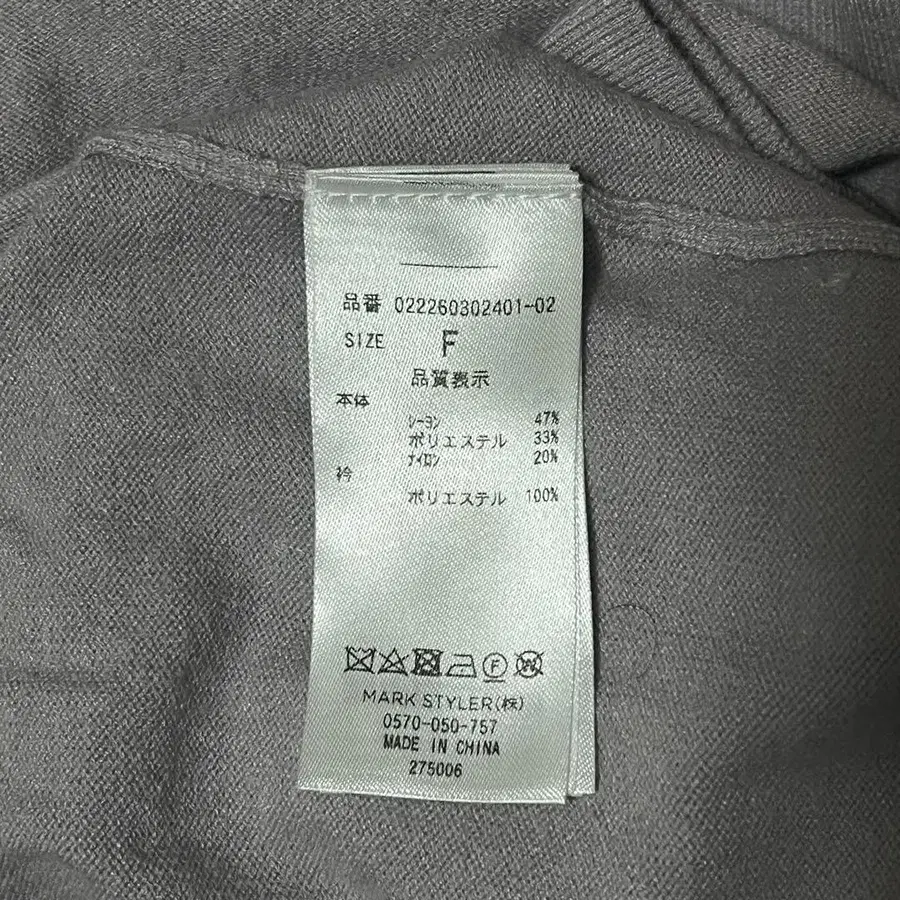 品番 022260302401-02
SIZE F
品質表示
本体
ﾚｰﾖﾝ 47%
ポリエステル 33%
ﾅｲﾛﾝ 20%
衿
ポリエステル 100%
MARK STYLER(株)
0570-050-757
MADE IN CHINA
275006